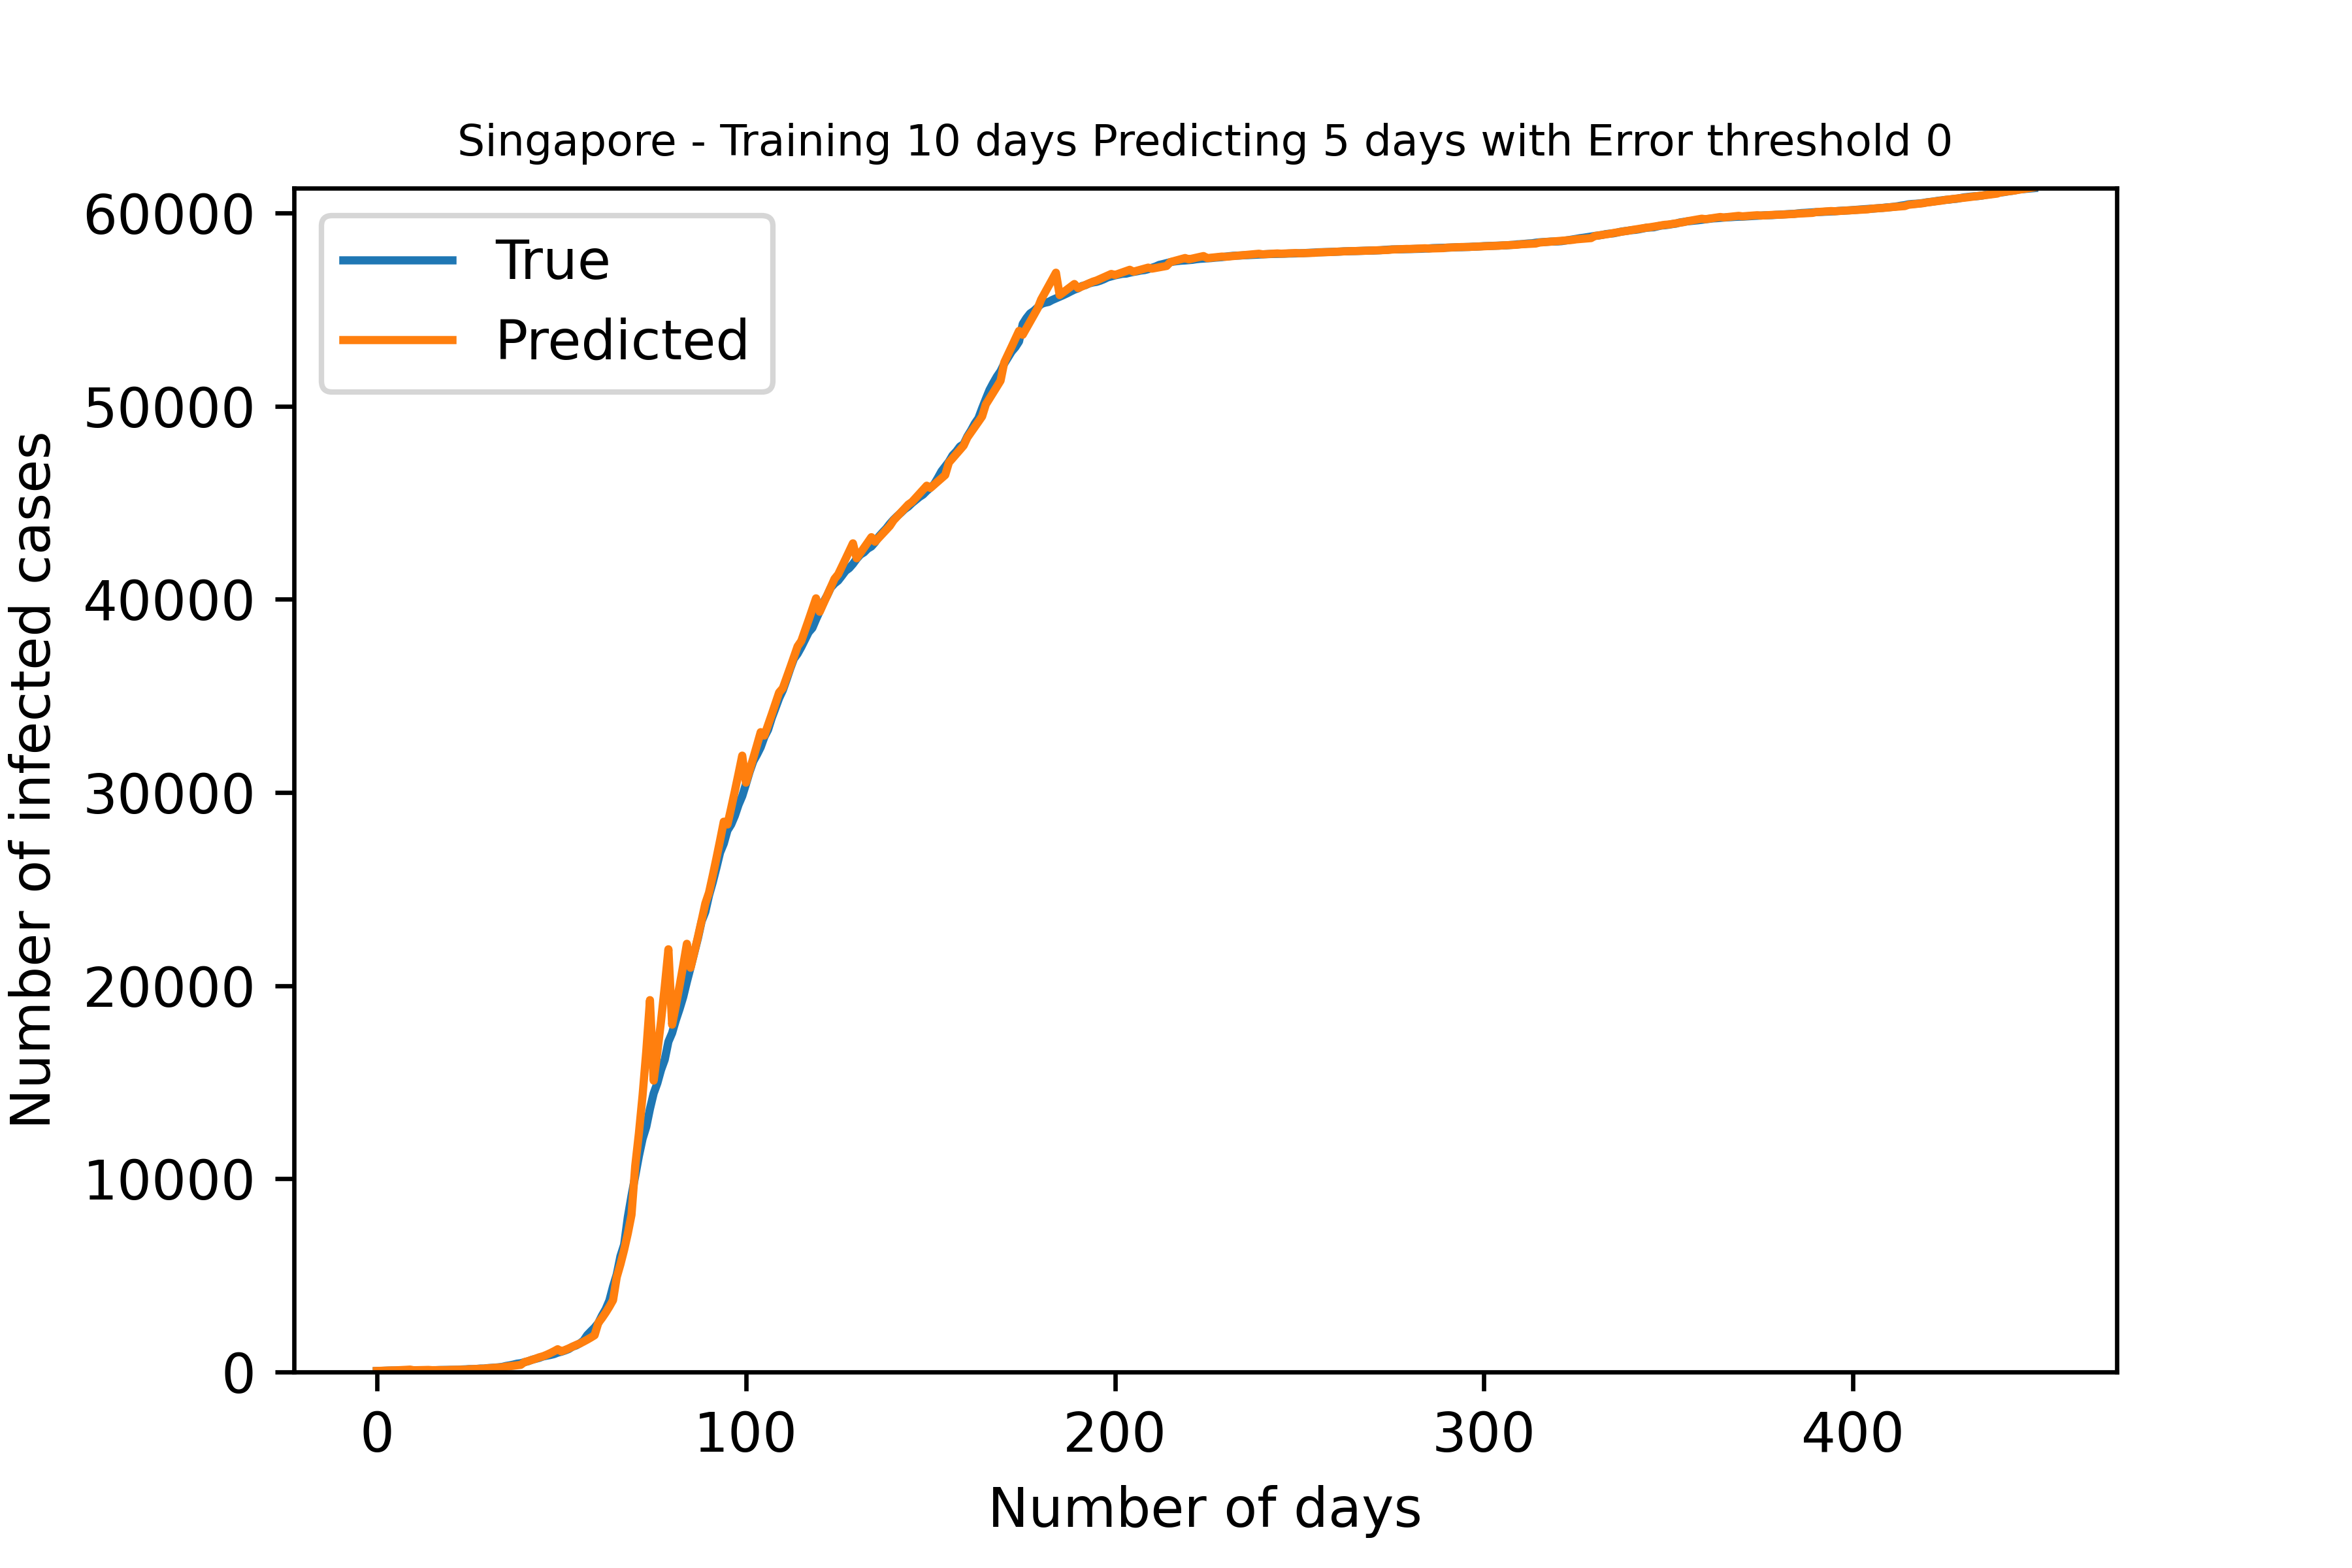 Singapore - Training 10 days Predicting 5 days with Error threshold 0
True
Predicted
60000
50000
40000
30000
20000
10000
0
Number of infected cases
0 100 200 300 400
Number of days